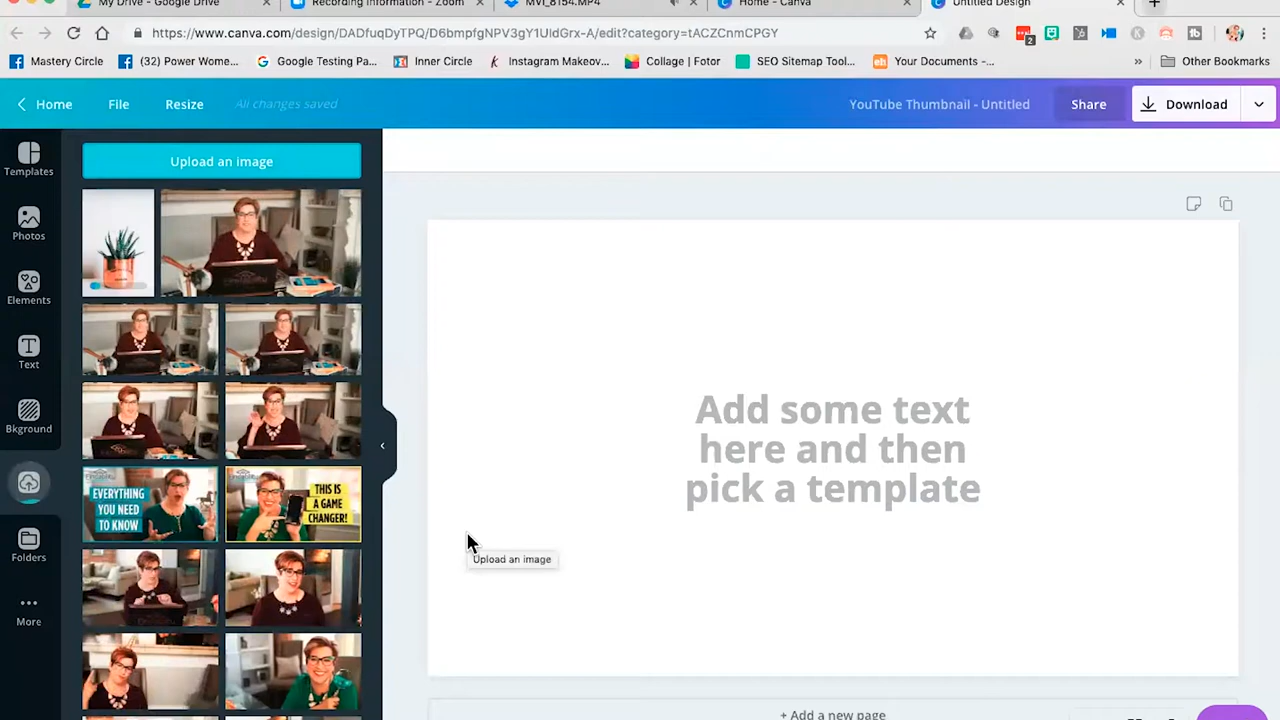 My Drive - Google Drive
Recording Information - Zoom
MVI_8154.MP4
Home - Canva
Untitled Design
https://www.canva.com/design/DADfuqDyTPQ/D6bmpfgNPV3gY1UidGrx-A/edit?category=tACZCnmCPGY
2
Mastery Circle
(32) Power Wome...
Google Testing Pa...
Inner Circle
Instagram Makeov...
Collage | Fotor
SEO Sitemap Tool...
eh
Your Documents -...
Other Bookmarks
Home
File
Resize
All changes saved
YouTube Thumbnail - Untitled
Share
Download
Templates
Photos
Elements
Text
Bkground
Folders
More
Upload an image
EVERYTHING
YOU NEED
TO KNOW
THIS IS
A GAME
CHANGER!
Add some text
here and then
pick a template
Upload an image
+ Add a new page